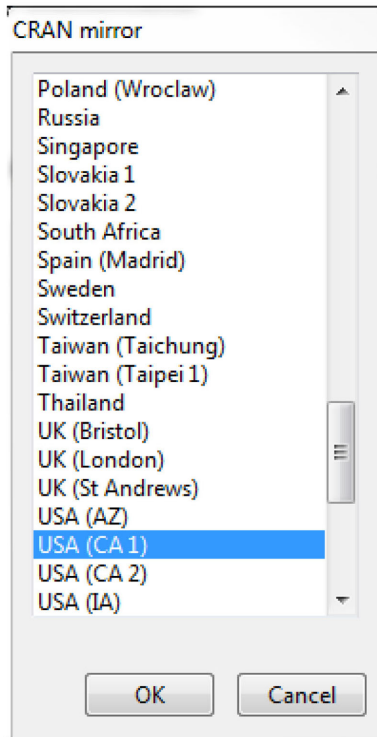 CRAN mirror
Poland (Wroclaw)
Russia
Singapore
Slovakia 1
Slovakia 2
South Africa
Spain (Madrid)
Sweden
Switzerland
Taiwan (Taichung)
Taiwan (Taipei 1)
Thailand
UK (Bristol)
UK (London)
UK (St Andrews)
USA (AZ)
USA (CA 1)
USA (CA 2)
USA (IA)
OK Cancel